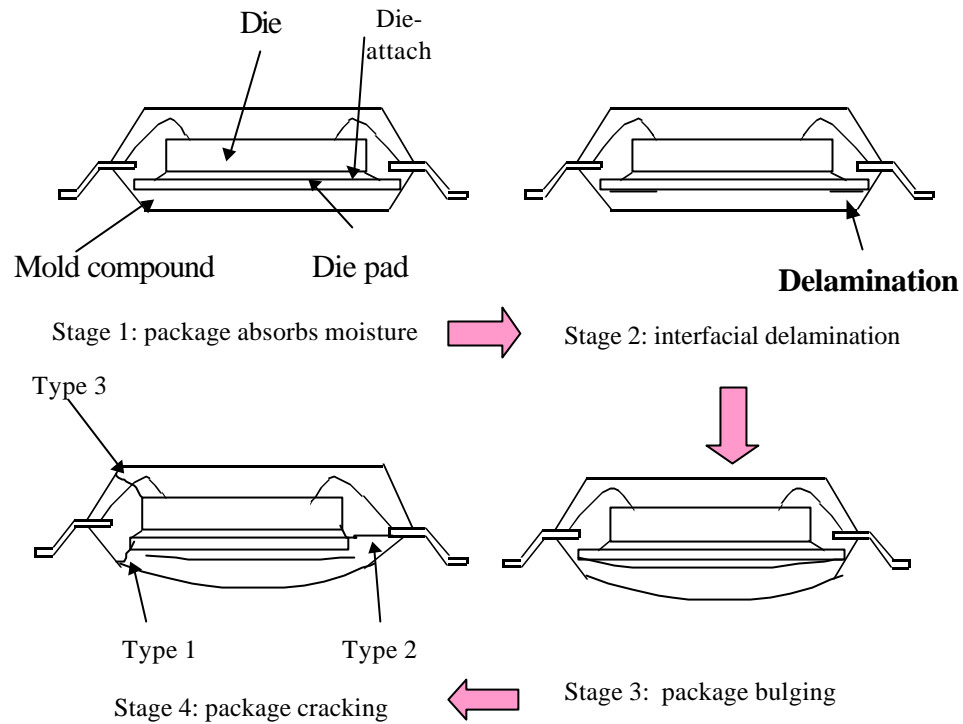 Die
Die-
attach
Mold compound
Die pad
Delamination
Stage 1: package absorbs moisture
Stage 2: interfacial delamination
Type 3
Type 1
Type 2
Stage 4: package cracking
Stage 3: package bulging